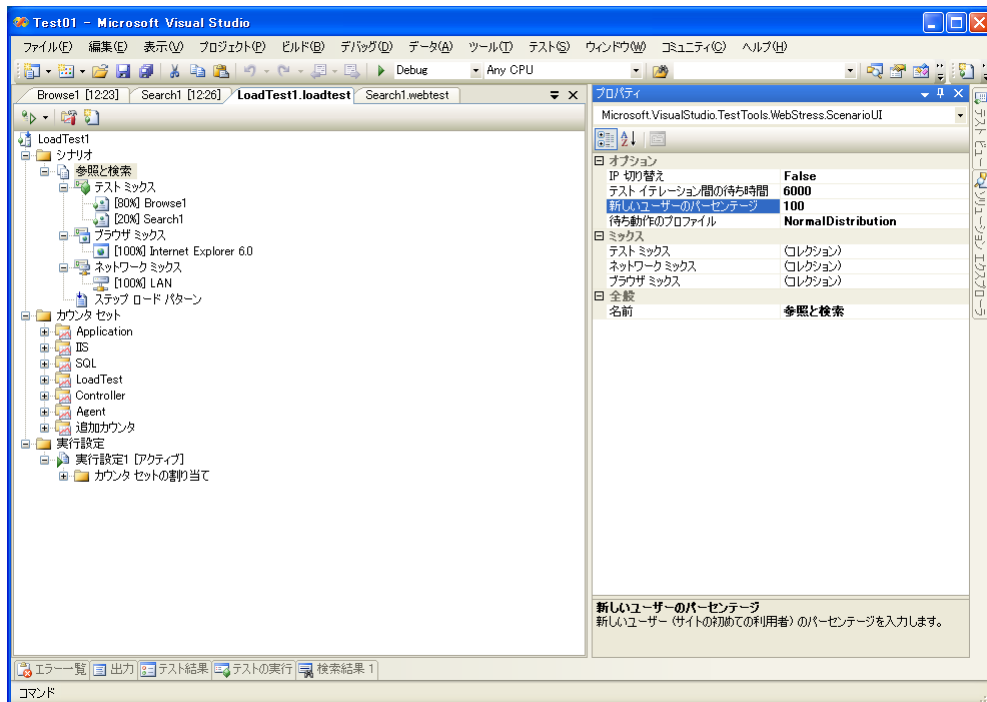 Test01 - Microsoft Visual Studio
ファイル(F) 編集(E) 表示(V) プロジェクト(P) ビルド(B) デバッグ(D) データ(A) ツール(T) テスト(S) ウィンドウ(W) コミュニティ(C) ヘルプ(H)
Debug Any CPU
Browse1 [12:23] Search1 [12:26] LoadTest1.loadtest Search1.webtest
LoadTest1
シナリオ
参照と検索
テスト ミックス
[80%] Browse1
[20%] Search1
ブラウザ ミックス
[100%] Internet Explorer 6.0
ネットワーク ミックス
[100%] LAN
ステップ ロード パターン
カウンタ セット
Application
IIS
SQL
LoadTest
Controller
Agent
追加カウンタ
実行設定
実行設定1 [アクティブ]
カウンタ セットの割り当て
プロパティ
Microsoft.VisualStudio.TestTools.WebStress.ScenarioUI
オプション
IP 切り替え False
テスト イテレーション間の待ち時間 6000
新しいユーザーのパーセンテージ 100
待ち動作のプロファイル NormalDistribution
ミックス
テスト ミックス (コレクション)
ネットワーク ミックス (コレクション)
ブラウザ ミックス (コレクション)
全般
名前 参照と検索
新しいユーザーのパーセンテージ
新しいユーザー (サイトの初めての利用者) のパーセンテージを入力します。
テスト ビュー
ソリューション エクスプローラ
エラー一覧 出力 テスト結果 テストの実行 検索結果 1
コマンド